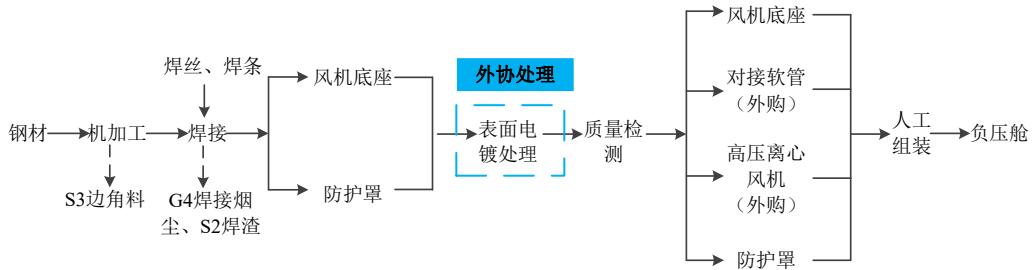 钢材
机加工
S3边角料
焊丝、焊条
焊接
G4焊接烟
尘、S2焊渣
风机底座
防护罩
外协处理
表面电
镀处理
质量检
测
风机底座
对接软管
（外购）
高压离心
风机
（外购）
防护罩
人工
组装
负压舱